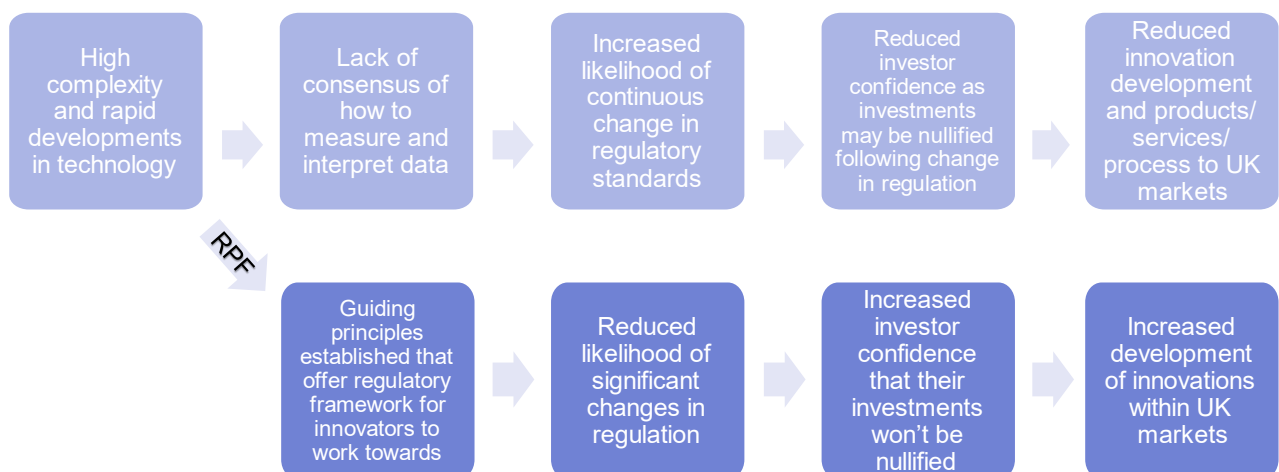 High
complexity
and rapid
developments
in technology
Lack of
consensus of
how to
measure and
interpret data
Increased
likelihood of
continuous
change in
regulatory
standards
Reduced
investor
confidence as
investments
may be nullified
following change
in regulation
Reduced
innovation
development
and products/
services/
process to UK
markets
RPF
Guiding
principles
established that
offer regulatory
framework for
innovators to
work towards
Reduced
likelihood of
significant
changes in
regulation
Increased
investor
confidence
that their
investments
won’t be
nullified
Increased
development
of innovations
within UK
markets